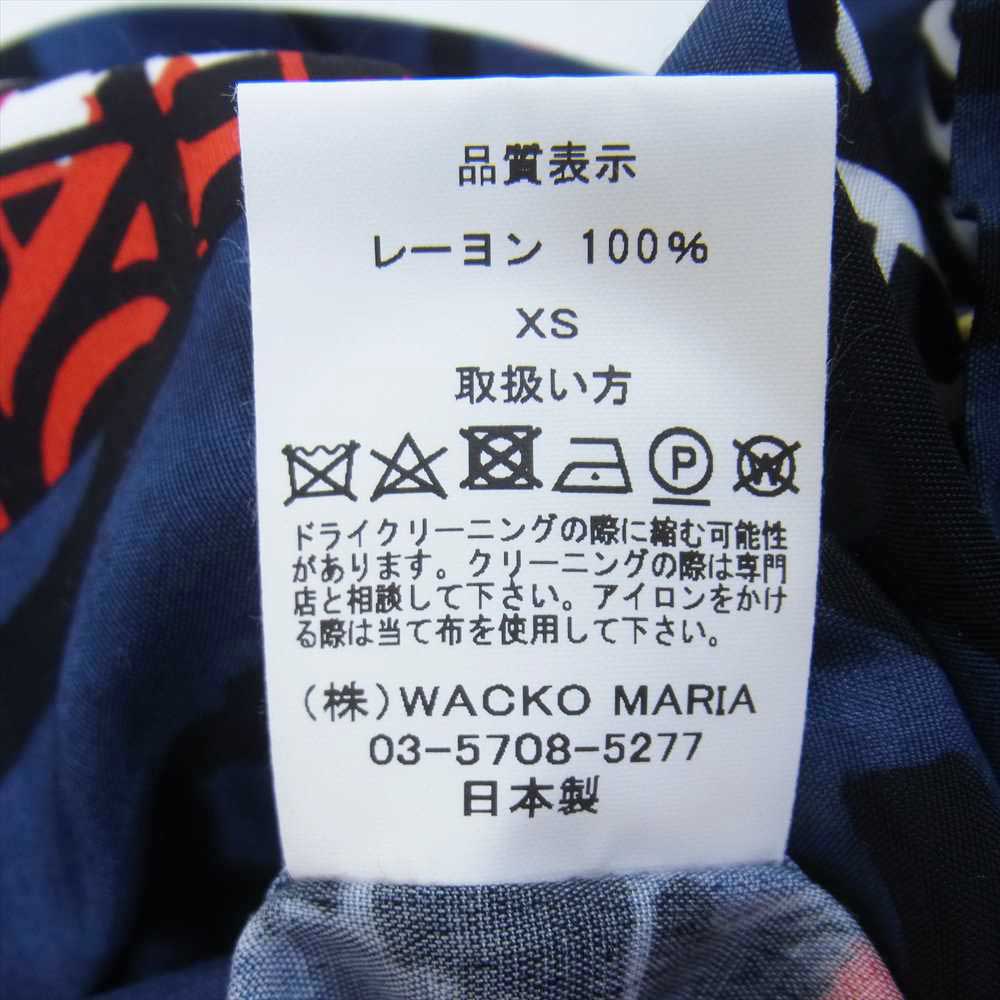 品質表示
レーヨン 100%
XS
取扱い方
P W
ドライクリーニングの際に縮む可能性
があります。クリーニングの際は専門
店と相談して下さい。アイロンをかけ
る際は当て布を使用して下さい。
(株)WACKO MARIA
03-5708-5277
日本製